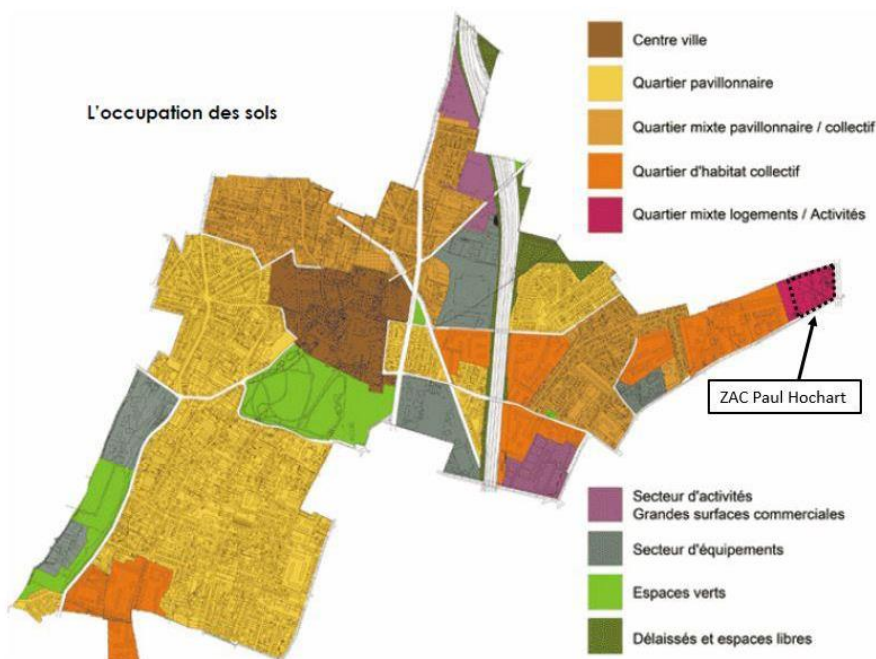 L'occupation des sols
Centre ville
Quartier pavillonnaire
Quartier mixte pavillonnaire / collectif
Quartier d'habitat collectif
Quartier mixte logements / Activités
ZAC Paul Hochart
Secteur d'activités
Grandes surfaces commerciales
Secteur d'équipements
Espaces verts
Délaissés et espaces libres